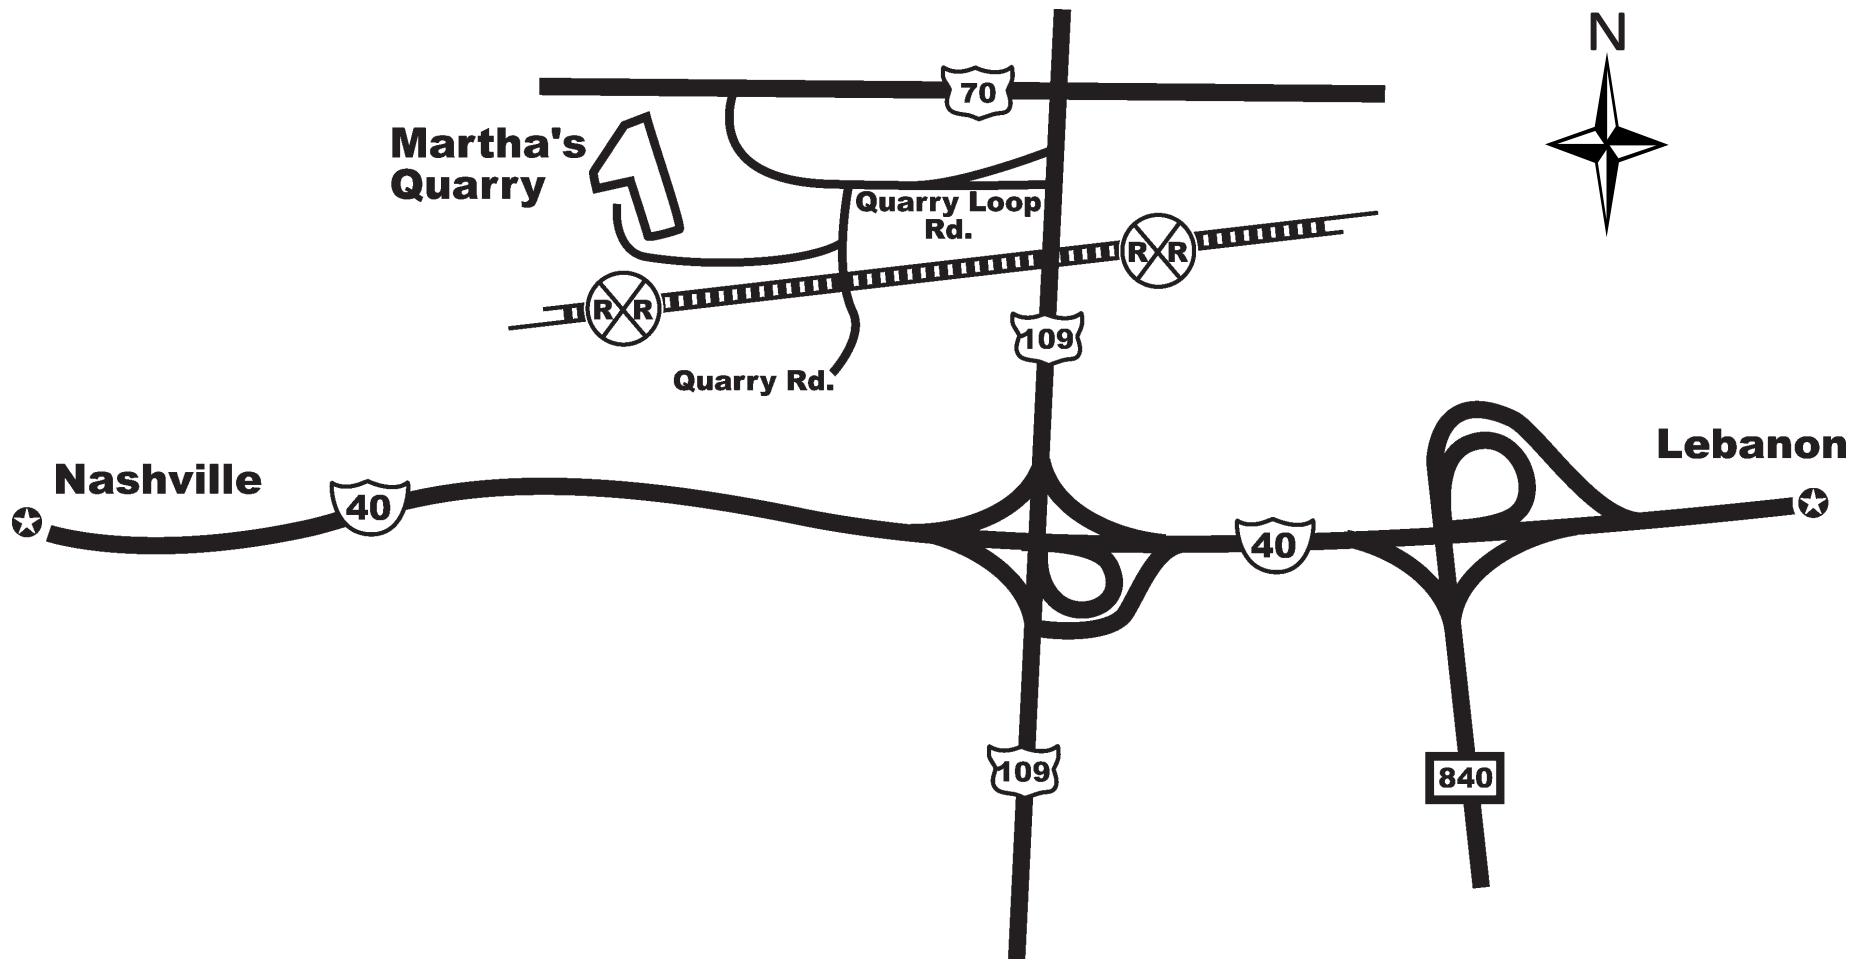 N
70
Martha's
Quarry
Quarry Loop
Rd.
R R
R R
109
Quarry Rd.
Lebanon
Nashville
40
40
109
840